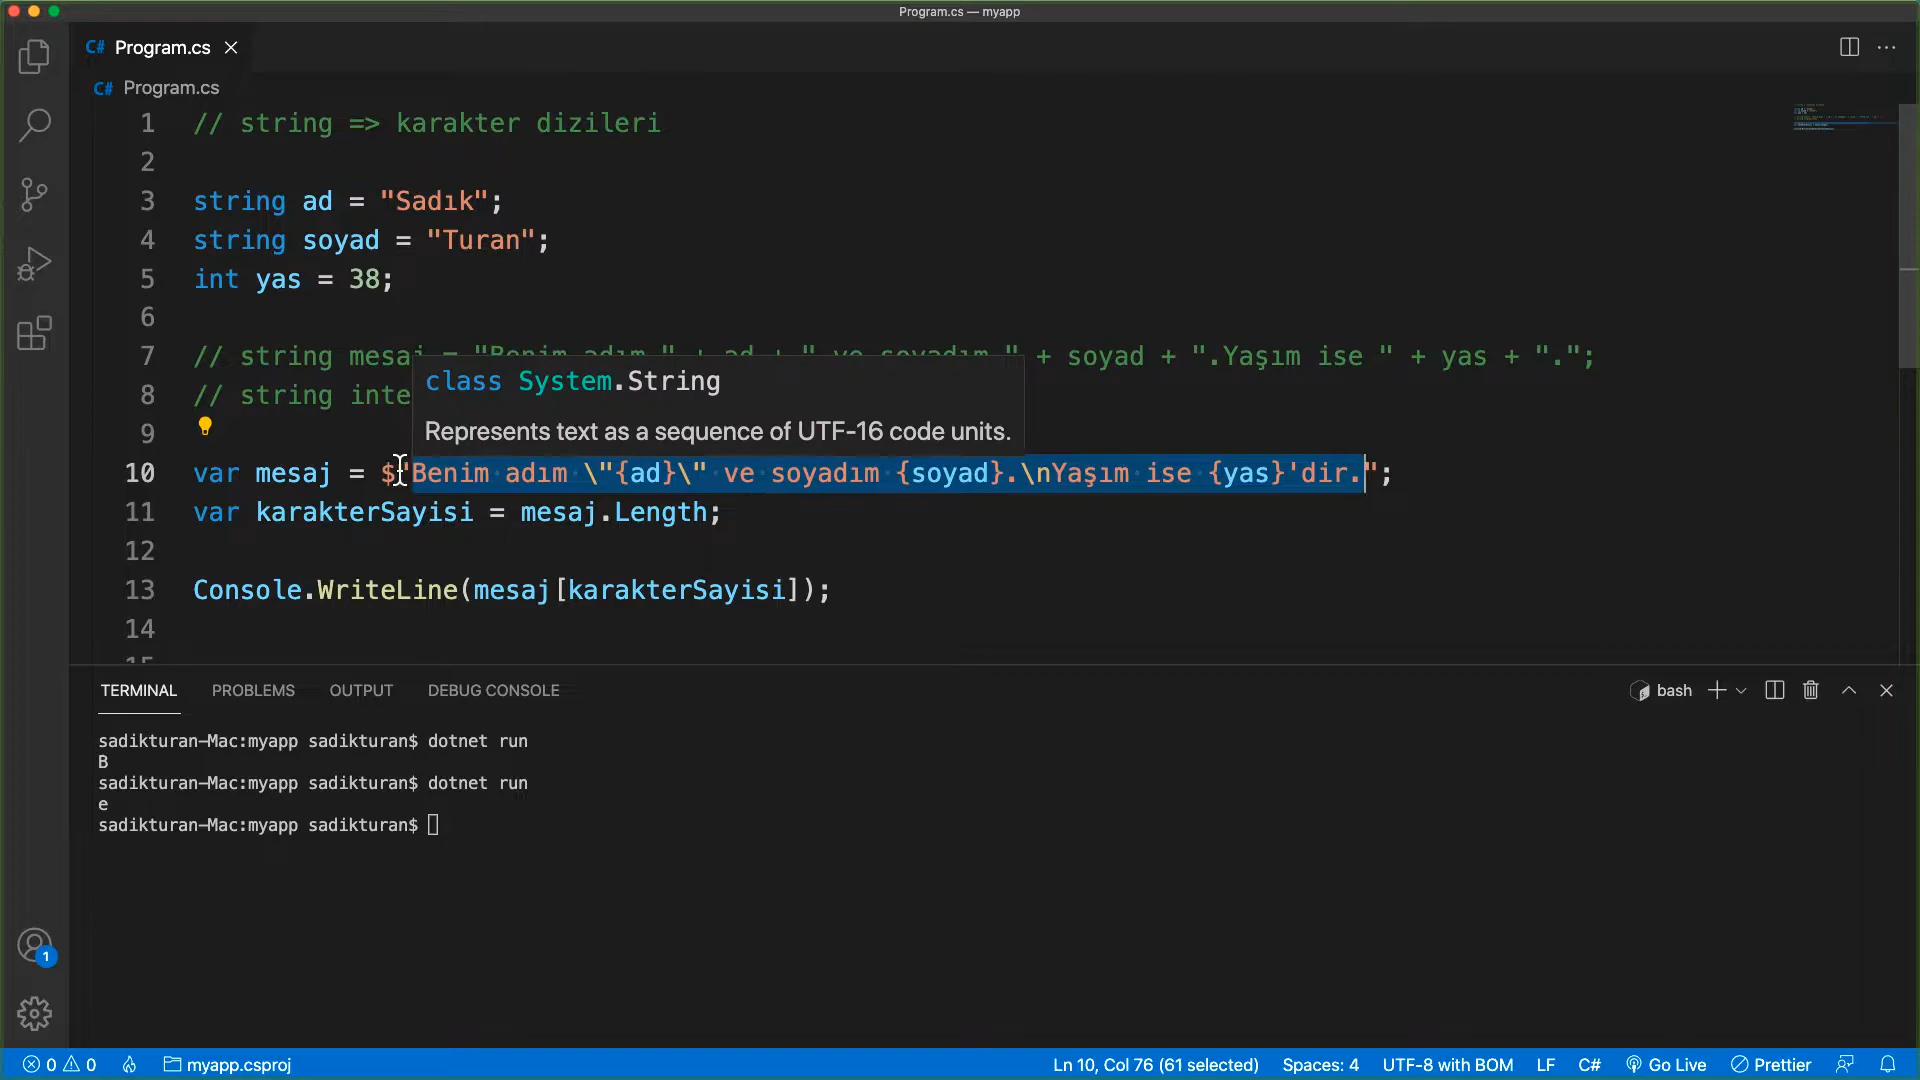 Program.cs — myapp
C# Program.cs
C# Program.cs
1 // string => karakter dizileri
2
3 string ad = "Sadık";
4 string soyad = "Turan";
5 int yas = 38;
6
7 // string mesaj = "Benim adım " + ad + " ve soyadım " + soyad + ".Yaşım ise " + yas + ".";
8 // string inte
class System.String
Represents text as a sequence of UTF-16 code units.
9
10 var mesaj = $"Benim adım \"{ad}\" ve soyadım {soyad}.\nYaşım ise {yas}'dir.";
11 var karakterSayisi = mesaj.Length;
12
13 Console.WriteLine(mesaj[karakterSayisi]);
14
15
TERMINAL PROBLEMS OUTPUT DEBUG CONSOLE bash
sadikturan-Mac:myapp sadikturan$ dotnet run
B
sadikturan-Mac:myapp sadikturan$ dotnet run
e
sadikturan-Mac:myapp sadikturan$
1
0 0 myapp.csproj Ln 10, Col 76 (61 selected) Spaces: 4 UTF-8 with BOM LF C# Go Live Prettier